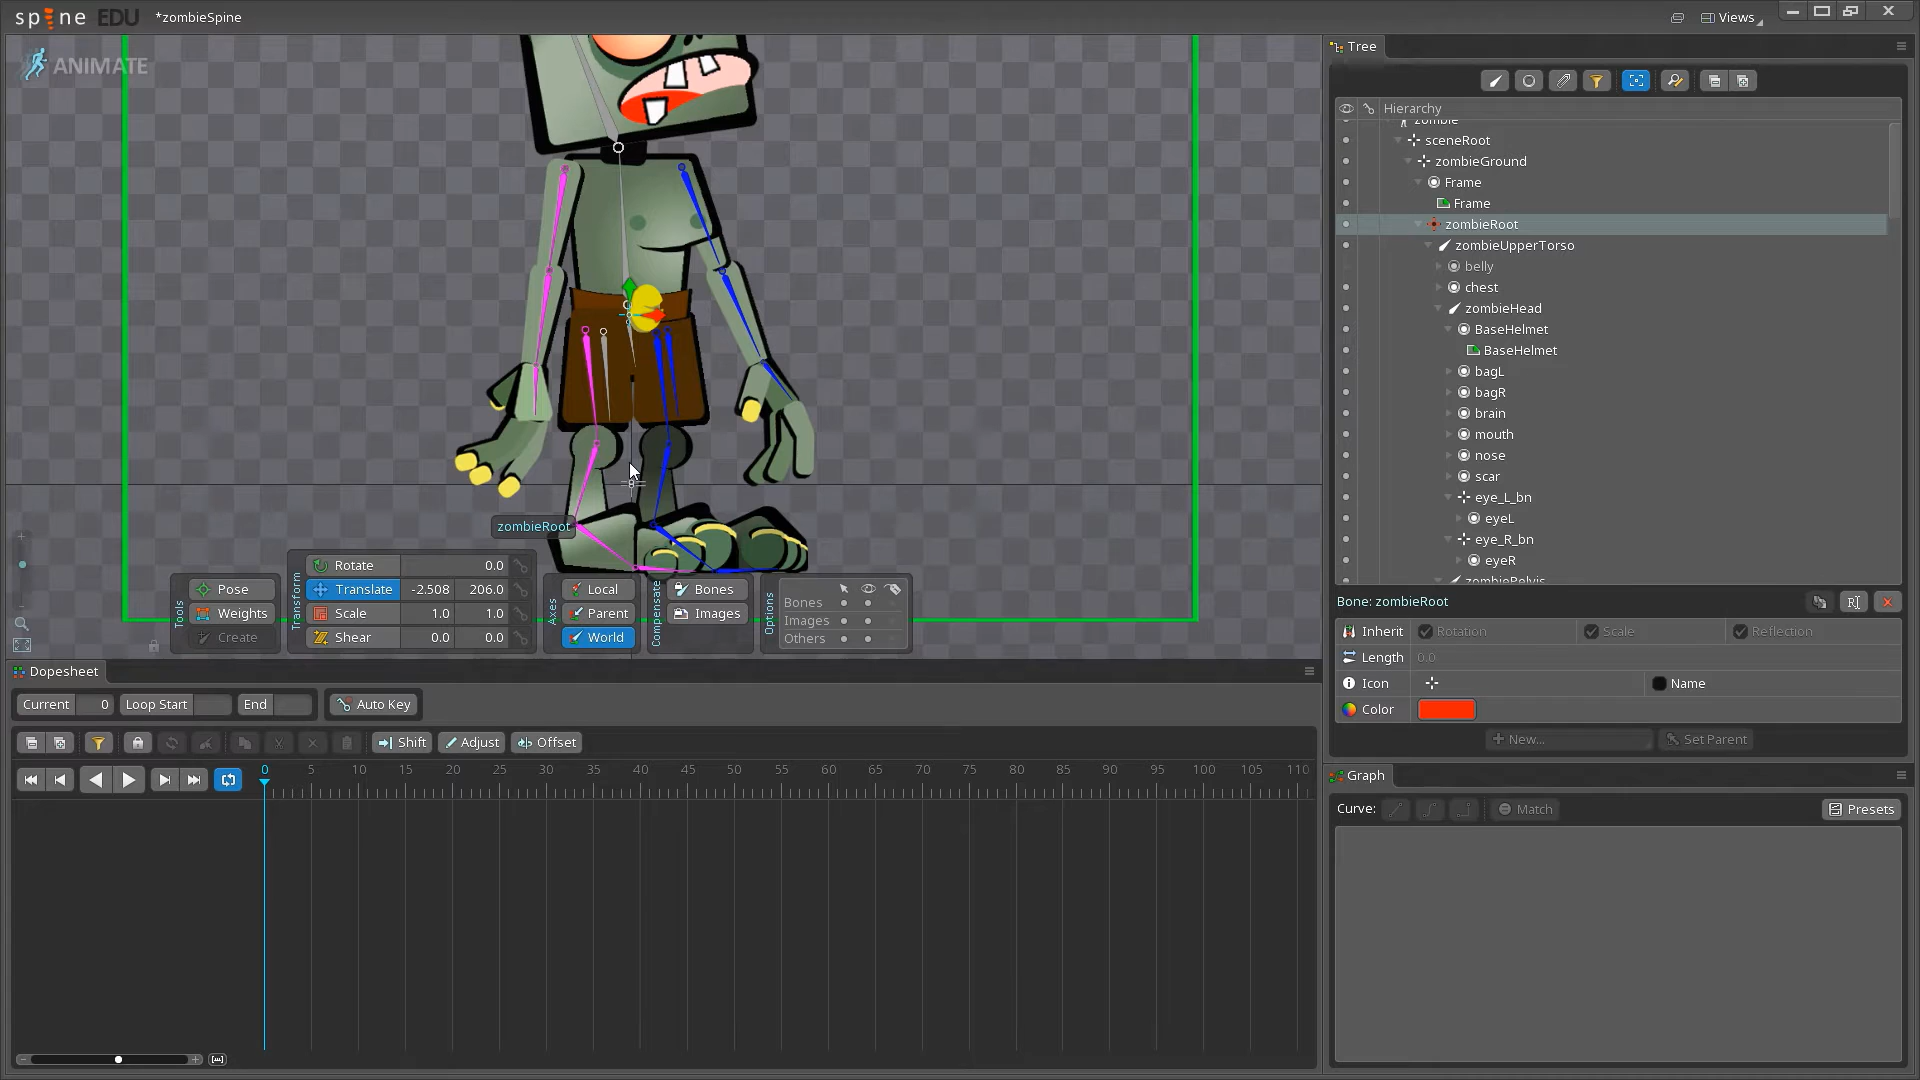 spine EDU
*zombieSpine
Views
ANIMATE
zombieRoot
Tools
Pose
Weights
Create
Transform
Rotate 0.0
Translate -2.508 206.0
Scale 1.0 1.0
Shear 0.0 0.0
Axes
Local
Parent
World
Compensate
Bones
Images
Options
Bones
Images
Others
Tree
Hierarchy
zombie
sceneRoot
zombieGround
Frame
Frame
zombieRoot
zombieUpperTorso
belly
chest
zombieHead
BaseHelmet
BaseHelmet
bagL
bagR
brain
mouth
nose
scar
eye_L_bn
eyeL
eye_R_bn
eyeR
zombiePelvis
Bone: zombieRoot
Inherit Rotation Scale Reflection
Length 0.0
Icon Name
Color
New... Set Parent
Dopesheet
Current 0 Loop Start End Auto Key
Shift Adjust Offset
0 5 10 15 20 25 30 35 40 45 50 55 60 65 70 75 80 85 90 95 100 105 110
Graph
Curve: Match Presets